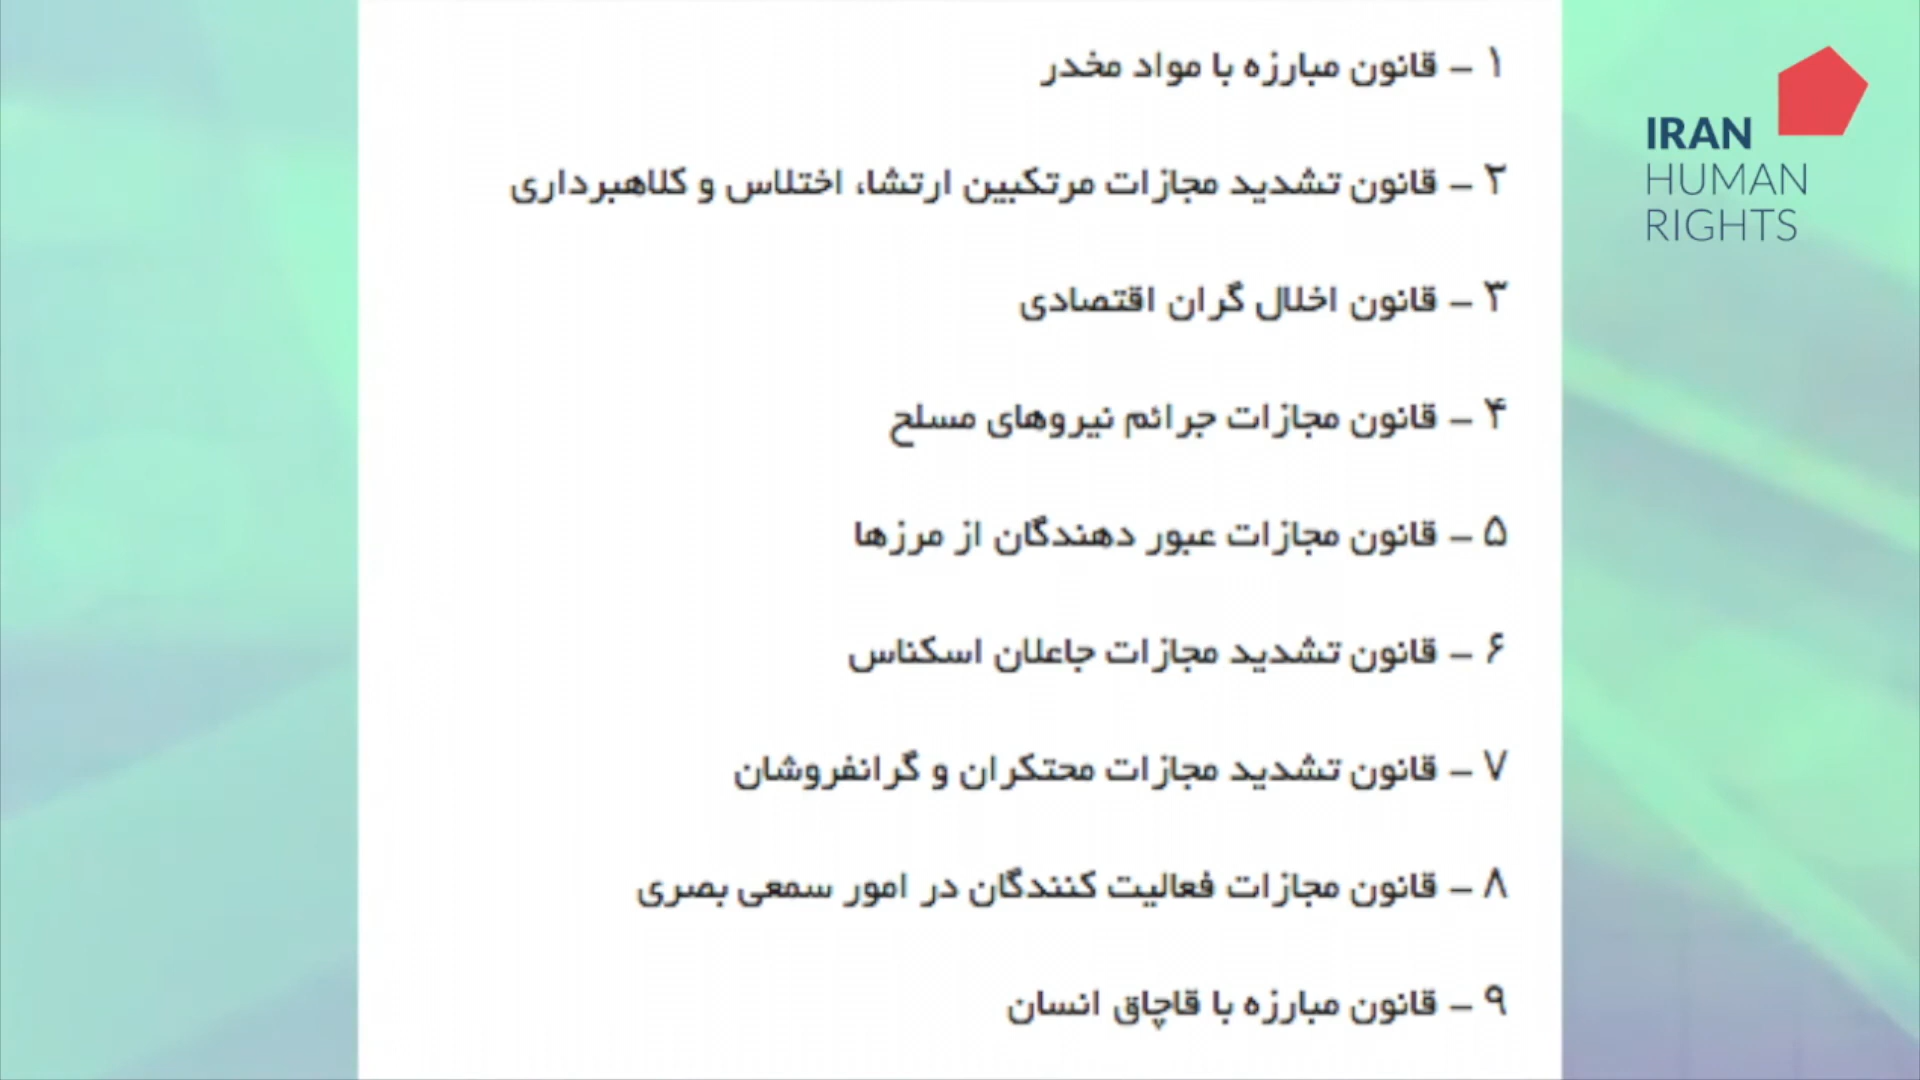 ۱ – قانون مبارزه با مواد مخدر
۲ – قانون تشدید مجازات مرتکبین ارتشا، اختلاس و کلاهبرداری
۳ – قانون اخلال گران اقتصادی
۴ – قانون مجازات جرائم نیروهای مسلح
۵ – قانون مجازات عبور دهندگان از مرزها
۶ – قانون تشدید مجازات جاعلان اسکناس
۷ – قانون تشدید مجازات محتکران و گرانفروشان
۸ – قانون مجازات فعالیت کنندگان در امور سمعی بصری
۹ – قانون مبارزه با قاچاق انسان
IRAN
HUMAN
RIGHTS